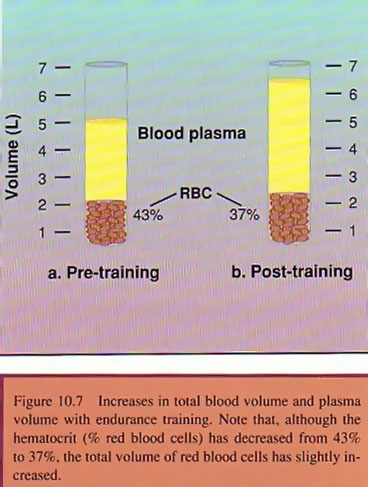 7
6
5
4
3
2
1
Volume (L)
Blood plasma
RBC
43%
37%
7
6
5
4
3
2
1
a. Pre-training
b. Post-training
Figure 10.7 Increases in total blood volume and plasma
volume with endurance training. Note that, although the
hematocrit (% red blood cells) has decreased from 43%
to 37%, the total volume of red blood cells has slightly in-
creased.